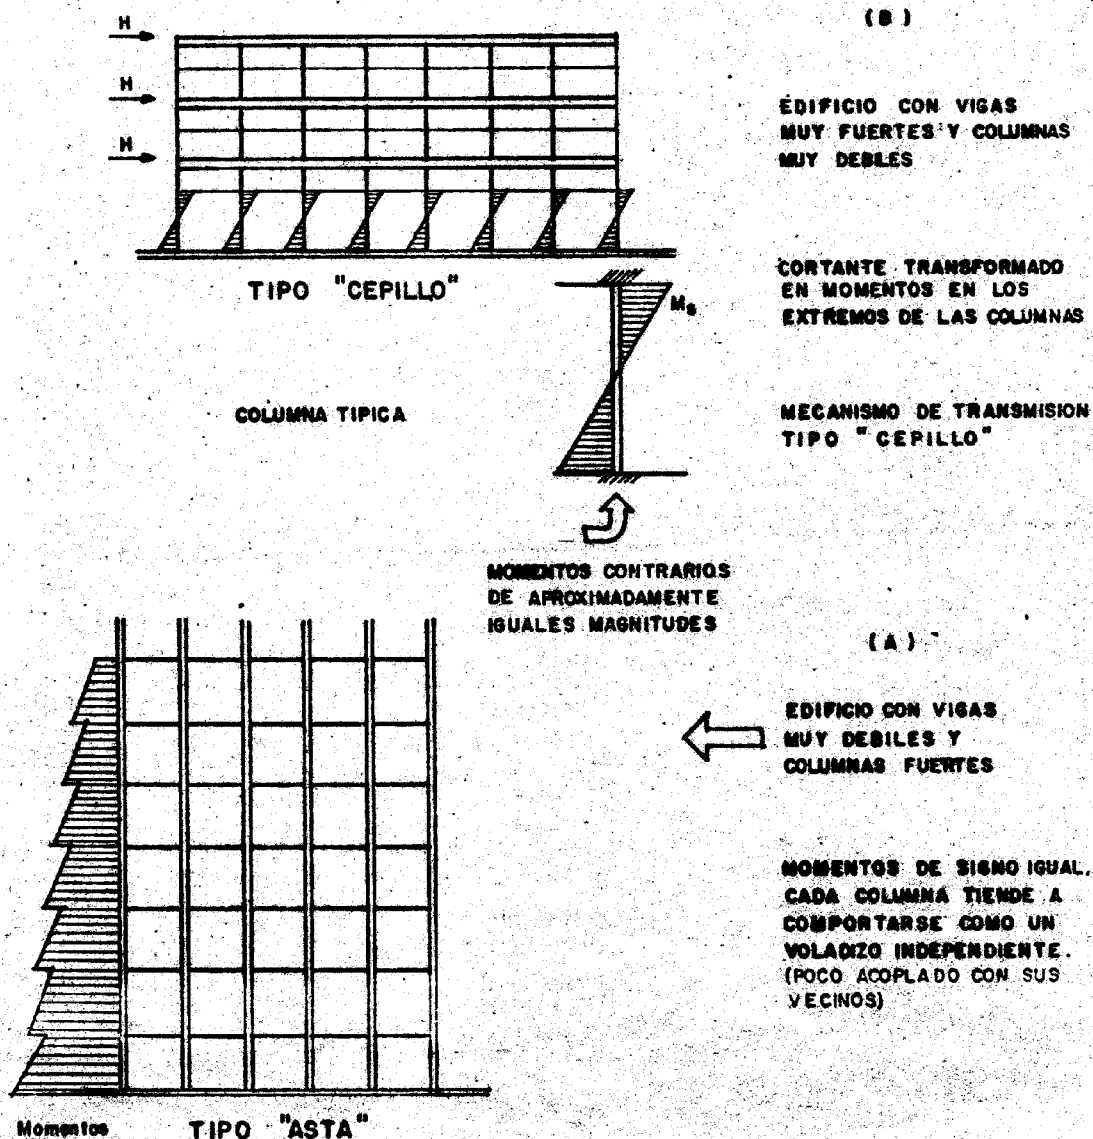 (B)
H
H
H
EDIFICIO CON VIGAS
MUY FUERTES Y COLUMNAS
MUY DEBILES
TIPO "CEPILLO"
CORTANTE TRANSFORMADO
EN MOMENTOS EN LOS
EXTREMOS DE LAS COLUMNAS
Ms
COLUMNA TIPICA
MECANISMO DE TRANSMISION
TIPO "CEPILLO"
MOMENTOS CONTRARIOS
DE APROXIMADAMENTE
IGUALES MAGNITUDES
(A)
EDIFICIO CON VIGAS
MUY DEBILES Y
COLUMNAS FUERTES
MOMENTOS DE SIGNO IGUAL.
CADA COLUMNA TIENDE A
COMPORTARSE COMO UN
VOLADIZO INDEPENDIENTE.
(POCO ACOPLADO CON SUS
VECINOS)
Momentos
TIPO "ASTA"